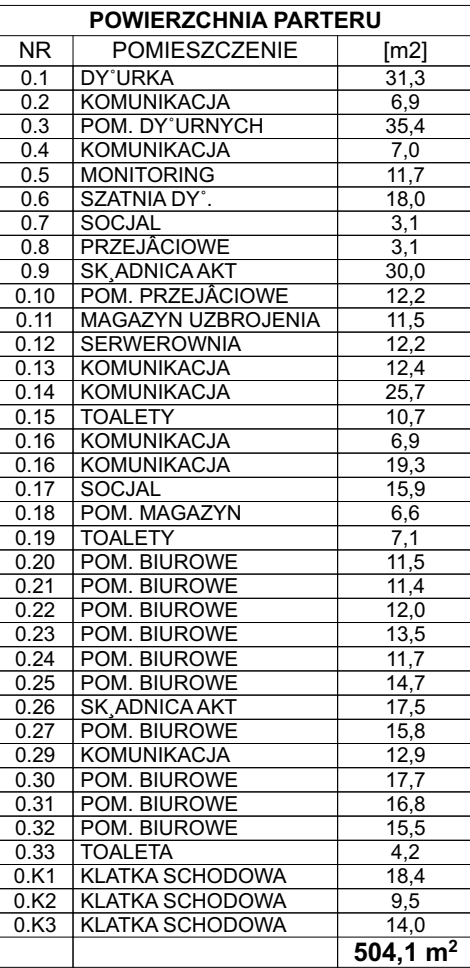 POWIERZCHNIA PARTERU
NR POMIESZCZENIE [m2]
0.1 DY˚URKA 31,3
0.2 KOMUNIKACJA 6,9
0.3 POM. DY˚URNYCH 35,4
0.4 KOMUNIKACJA 7,0
0.5 MONITORING 11,7
0.6 SZATNIA DY˚. 18,0
0.7 SOCJAL 3,1
0.8 PRZEJÂCIOWE 3,1
0.9 SK¸ADNICA AKT 30,0
0.10 POM. PRZEJÂCIOWE 12,2
0.11 MAGAZYN UZBROJENIA 11,5
0.12 SERWEROWNIA 12,2
0.13 KOMUNIKACJA 12,4
0.14 KOMUNIKACJA 25,7
0.15 TOALETY 10,7
0.16 KOMUNIKACJA 6,9
0.16 KOMUNIKACJA 19,3
0.17 SOCJAL 15,9
0.18 POM. MAGAZYN 6,6
0.19 TOALETY 7,1
0.20 POM. BIUROWE 11,5
0.21 POM. BIUROWE 11,4
0.22 POM. BIUROWE 12,0
0.23 POM. BIUROWE 13,5
0.24 POM. BIUROWE 11,7
0.25 POM. BIUROWE 14,7
0.26 SK¸ADNICA AKT 17,5
0.27 POM. BIUROWE 15,8
0.29 KOMUNIKACJA 12,9
0.30 POM. BIUROWE 17,7
0.31 POM. BIUROWE 16,8
0.32 POM. BIUROWE 15,5
0.33 TOALETA 4,2
0.K1 KLATKA SCHODOWA 18,4
0.K2 KLATKA SCHODOWA 9,5
0.K3 KLATKA SCHODOWA 14,0
504,1 m²